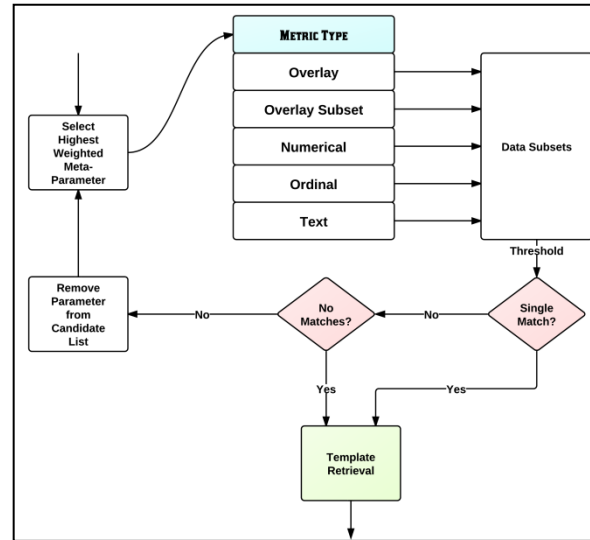 METRIC TYPE
Overlay
Overlay Subset
Numerical
Ordinal
Text
Select
Highest
Weighted
Meta-
Parameter
Data Subsets
Threshold
Single
Match?
No
No
Matches?
No
Remove
Parameter
from
Candidate
List
Yes
Yes
Template
Retrieval